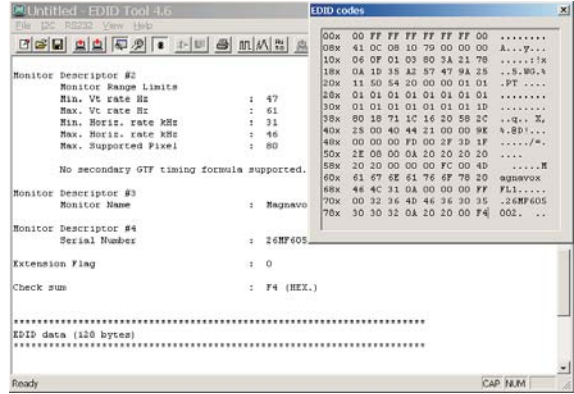 Untitled - EDID Tool 4.6
File I2C RS232 View Help
Monitor Descriptor #2
Monitor Range Limits
Min. Vt rate Hz : 47
Max. Vt rate Hz : 61
Min. Horiz. rate kHz : 31
Max. Horiz. rate kHz : 46
Max. Supported Pixel : 80
No secondary GTF timing formula supported.
Monitor Descriptor #3
Monitor Name : Magnavo
Monitor Descriptor #4
Serial Number : 26MF605
Extension Flag : 0
Check sum : F4 (HEX.)
EDID data (128 bytes)
Ready
CAP NUM
EDID codes
00x 00 FF FF FF FF FF FF 00 ........
08x 41 0C 08 10 79 00 00 00 A...y...
10x 06 0F 01 03 80 3A 21 78 .....:!x
18x 0A 1D 35 A2 57 47 9A 25 ..5.WG.%
20x 11 50 54 20 00 00 01 01 .PT ....
28x 01 01 01 01 01 01 01 01 ........
30x 01 01 01 01 01 01 01 1D ........
38x 80 18 71 1C 16 20 58 2C ..q.. X,
40x 25 00 40 44 21 00 00 9E %.@D!...
48x 00 00 00 FD 00 2F 3D 1F ...../=.
50x 2E 08 00 0A 20 20 20 20 ....
58x 20 20 00 00 00 FC 00 4D .....M
60x 61 67 6E 61 76 6F 78 20 agnavox
68x 46 4C 31 0A 00 00 00 FF FL1.....
70x 00 32 36 4D 46 36 30 35 .26MF605
78x 30 30 32 0A 20 20 00 F4 002. ..